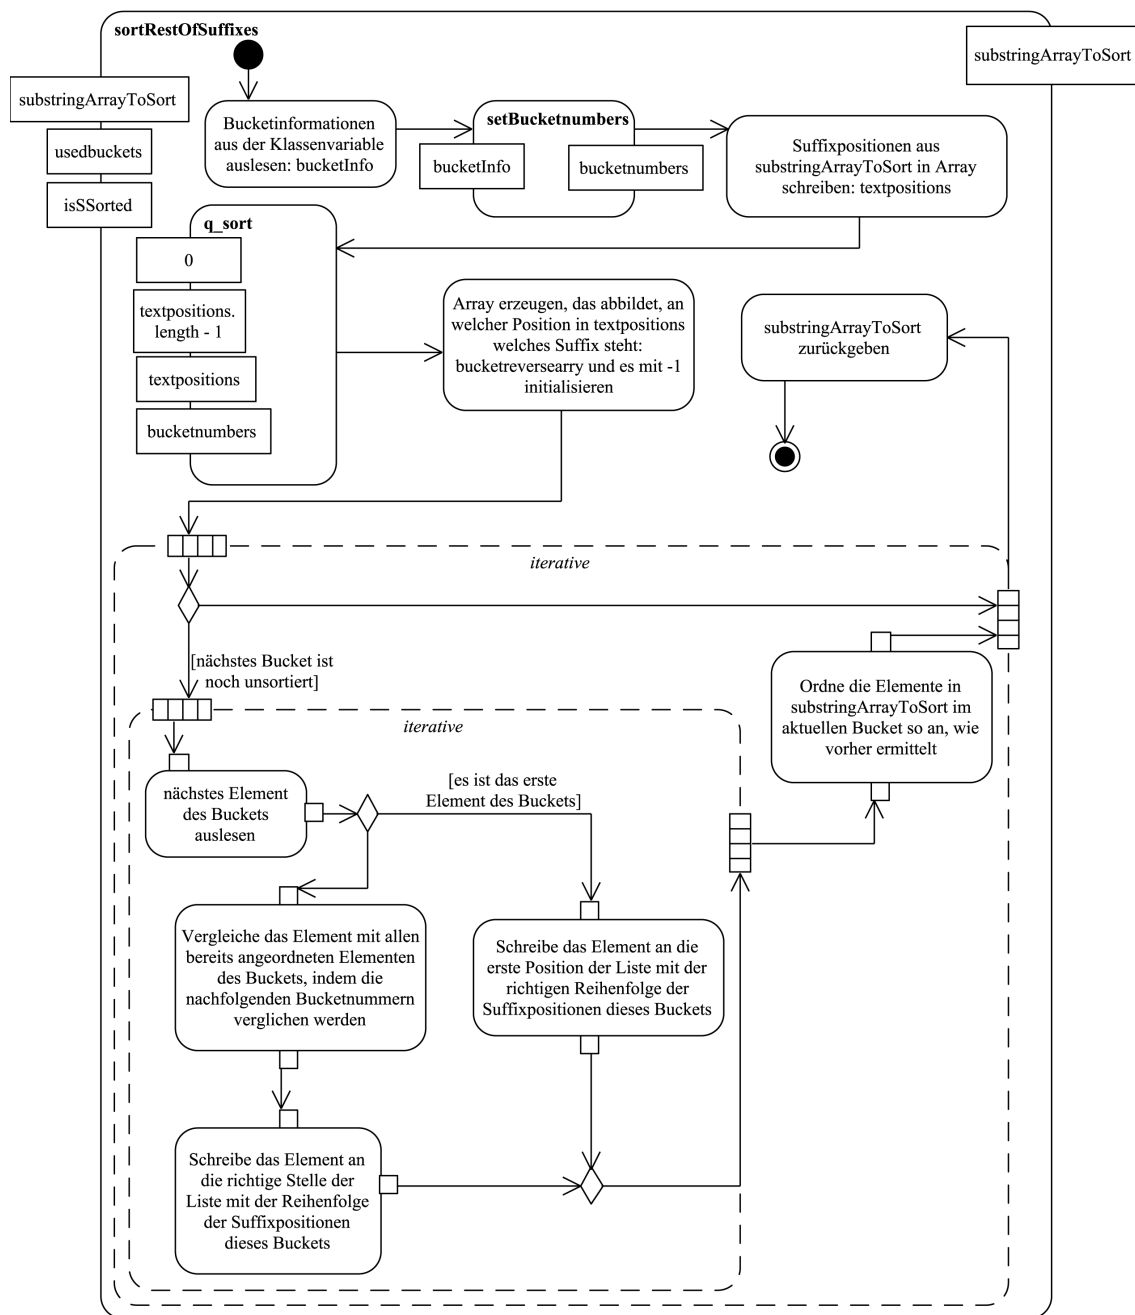 sortRestOfSuffixes
substringArrayToSort
substringArrayToSort
usedbuckets
isSSorted
Bucketinformationen
aus der Klassenvariable
auslesen: bucketInfo
setBucketnumbers
bucketInfo
bucketnumbers
Suffixpositionen aus
substringArrayToSort in Array
schreiben: textpositions
q_sort
0
textpositions.
length - 1
textpositions
bucketnumbers
Array erzeugen, das abbildet, an
welcher Position in textpositions
welches Suffix steht:
bucketreversearry und es mit -1
initialisieren
substringArrayToSort
zurückgeben
iterative
[nächstes Bucket ist
noch unsortiert]
iterative
Ordne die Elemente in
substringArrayToSort im
aktuellen Bucket so an, wie
vorher ermittelt
nächstes Element
des Buckets
auslesen
[es ist das erste
Element des Buckets]
Vergleiche das Element mit allen
bereits angeordneten Elementen
des Buckets, indem die
nachfolgenden Bucketnummern
verglichen werden
Schreibe das Element an die
erste Position der Liste mit der
richtigen Reihenfolge der
Suffixpositionen dieses Buckets
Schreibe das Element an
die richtige Stelle der
Liste mit der Reihenfolge
der Suffixpositionen
dieses Buckets